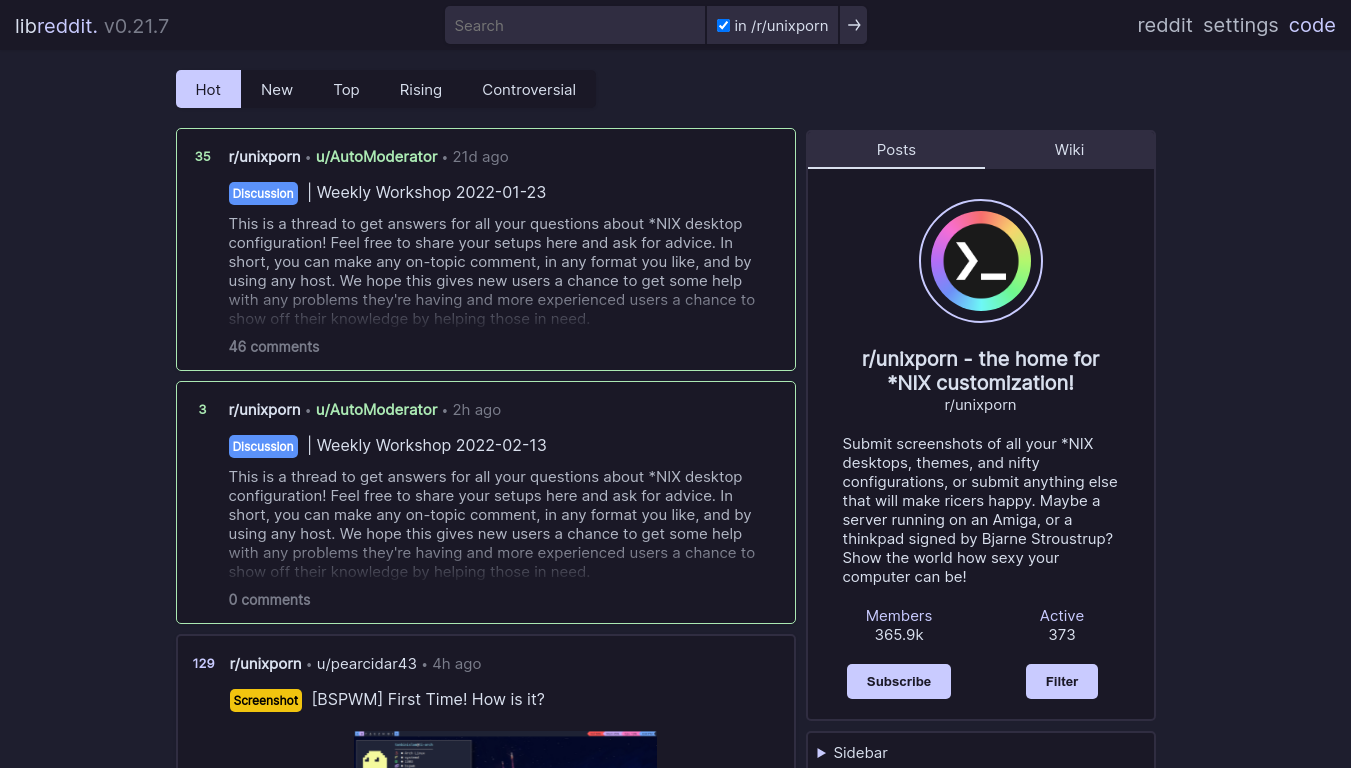 libreddit. v0.21.7
Search
in /r/unixporn
→
reddit settings code
Hot New Top Rising Controversial
35 r/unixporn • u/AutoModerator • 21d ago
Discussion | Weekly Workshop 2022-01-23
This is a thread to get answers for all your questions about *NIX desktop
configuration! Feel free to share your setups here and ask for advice. In
short, you can make any on-topic comment, in any format you like, and by
using any host. We hope this gives new users a chance to get some help
with any problems they're having and more experienced users a chance to
show off their knowledge by helping those in need.
46 comments
3 r/unixporn • u/AutoModerator • 2h ago
Discussion | Weekly Workshop 2022-02-13
This is a thread to get answers for all your questions about *NIX desktop
configuration! Feel free to share your setups here and ask for advice. In
short, you can make any on-topic comment, in any format you like, and by
using any host. We hope this gives new users a chance to get some help
with any problems they're having and more experienced users a chance to
show off their knowledge by helping those in need.
0 comments
129 r/unixporn • u/pearcidar43 • 4h ago
Screenshot [BSPWM] First Time! How is it?
Posts Wiki
r/unixporn - the home for
*NIX customization!
r/unixporn
Submit screenshots of all your *NIX
desktops, themes, and nifty
configurations, or submit anything else
that will make ricers happy. Maybe a
server running on an Amiga, or a
thinkpad signed by Bjarne Stroustrup?
Show the world how sexy your
computer can be!
Members Active
365.9k 373
Subscribe Filter
Sidebar